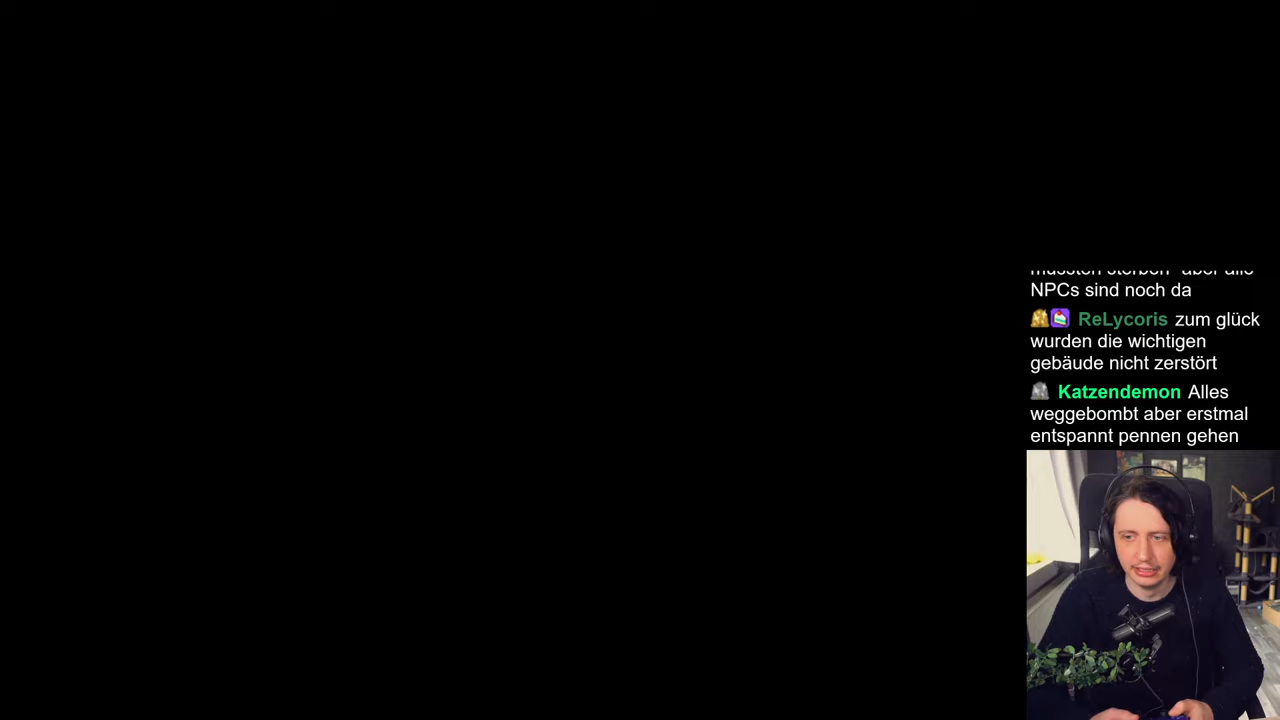 NPCs sind noch da
ReLycoris zum glück
wurden die wichtigen
gebäude nicht zerstört
Katzendemon Alles
weggebombt aber erstmal
entspannt pennen gehen